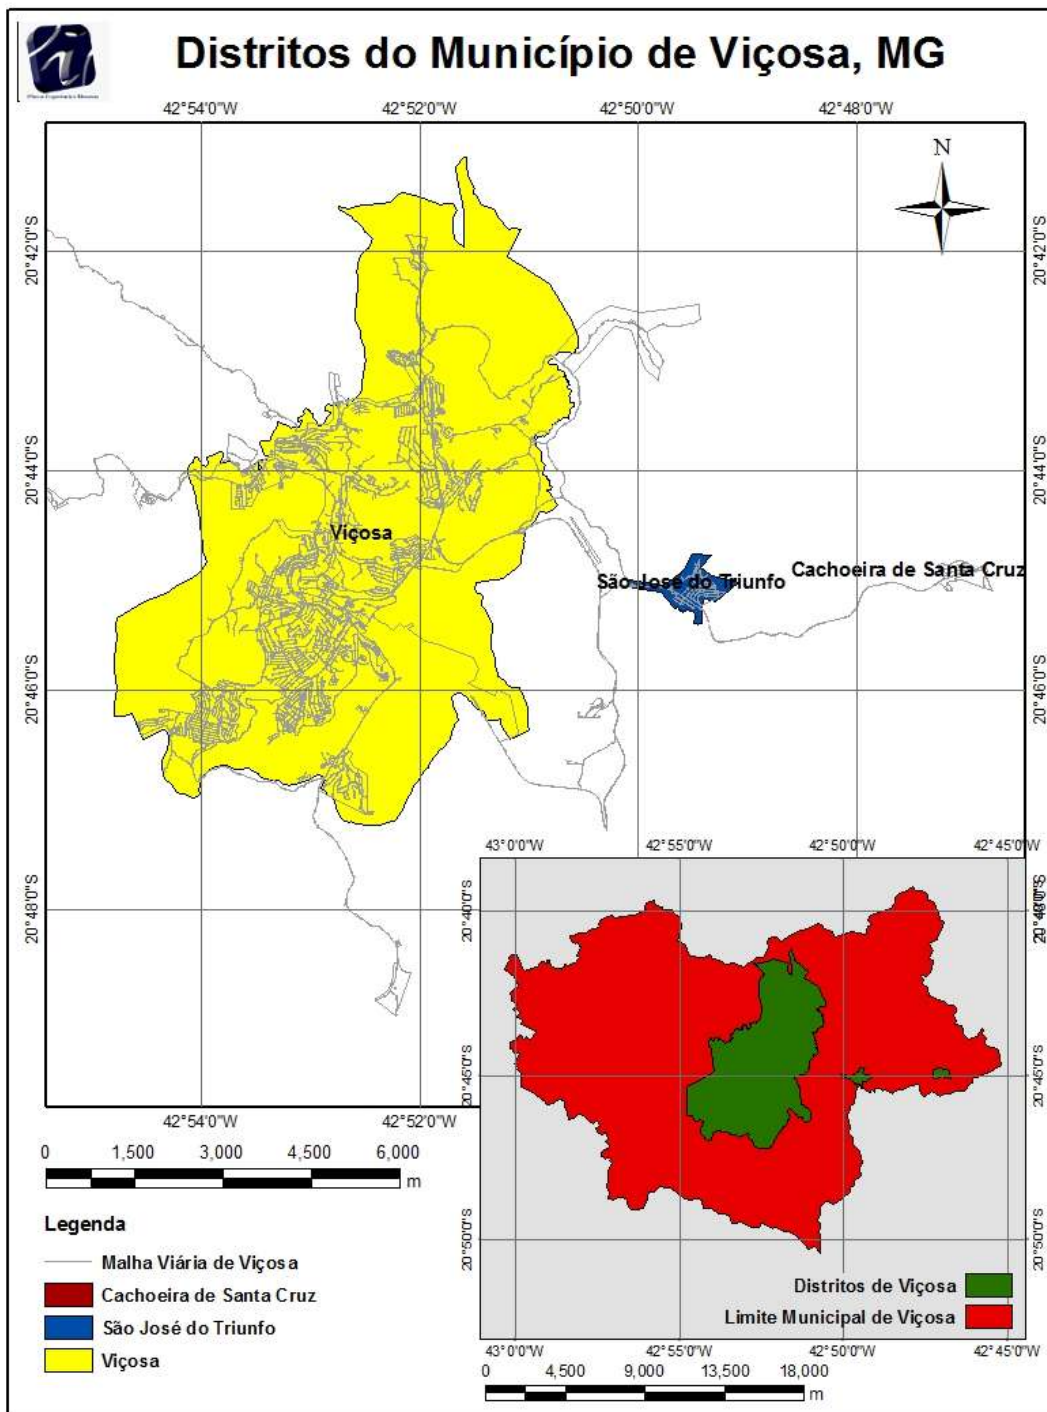 Distritos do Município de Viçosa, MG
42°54'0"W 42°52'0"W 42°50'0"W 42°48'0"W
N
20°42'0"S 20°42'0"S
20°44'0"S 20°44'0"S
Viçosa
São José do Triunfo
Cachoeira de Santa Cruz
20°46'0"S 20°46'0"S
20°48'0"S
43°0'0"W 42°55'0"W 42°50'0"W 42°45'0"W
20°40'0"S
20°45'0"S 20°45'0"S
20°50'0"S 20°50'0"S
42°54'0"W 42°52'0"W
0 1,500 3,000 4,500 6,000
m
Legenda
Malha Viária de Viçosa
Cachoeira de Santa Cruz
São José do Triunfo
Viçosa
Distritos de Viçosa
Limite Municipal de Viçosa
43°0'0"W 42°55'0"W 42°50'0"W 42°45'0"W
0 4,500 9,000 13,500 18,000
m